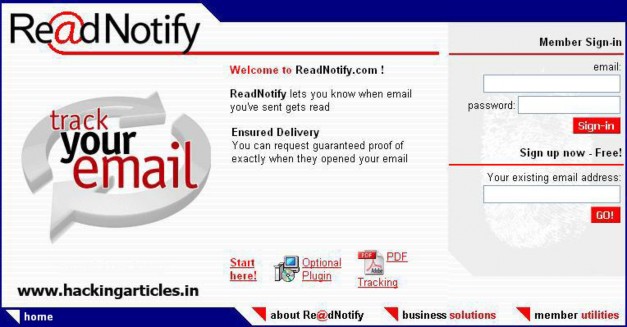 Re@dNotify
Member Sign-in
email:
password:
Sign-in
Sign up now - Free!
Your existing email address:
GO!
track
your
email
Welcome to ReadNotify.com !
ReadNotify lets you know when email
you've sent gets read
Ensured Delivery
You can request guaranteed proof of
exactly when they opened your email
Start
here!
Optional
Plugin
PDF
Adobe
PDF
Tracking
www.hackingarticles.in
home
about Re@dNotify
business solutions
member utilities